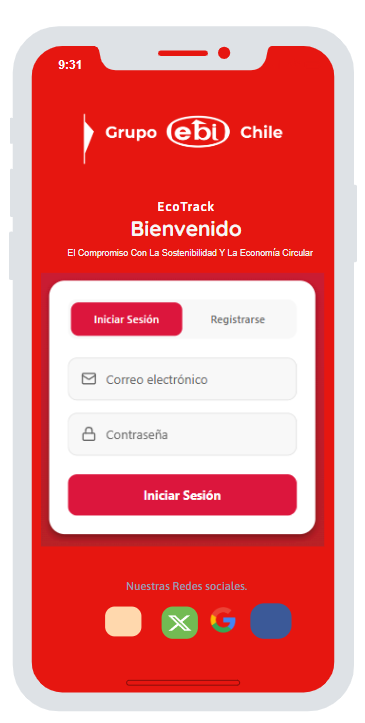 9:31
Grupo ebi Chile
EcoTrack
Bienvenido
El Compromiso Con La Sostenibilidad Y La Economía Circular
Iniciar Sesión Registrarse
Correo electrónico
Contraseña
Iniciar Sesión
Nuestras Redes sociales.